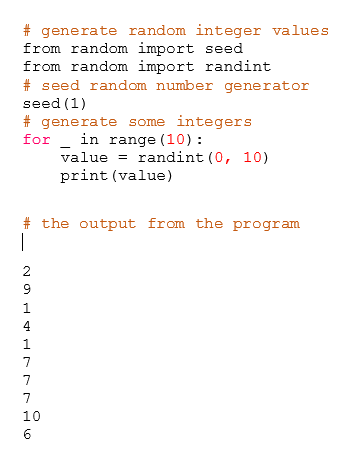 # generate random integer values
from random import seed
from random import randint
# seed random number generator
seed(1)
# generate some integers
for _ in range(10):
    value = randint(0, 10)
    print(value)
# the output from the program
2
9
1
4
1
7
7
7
10
6